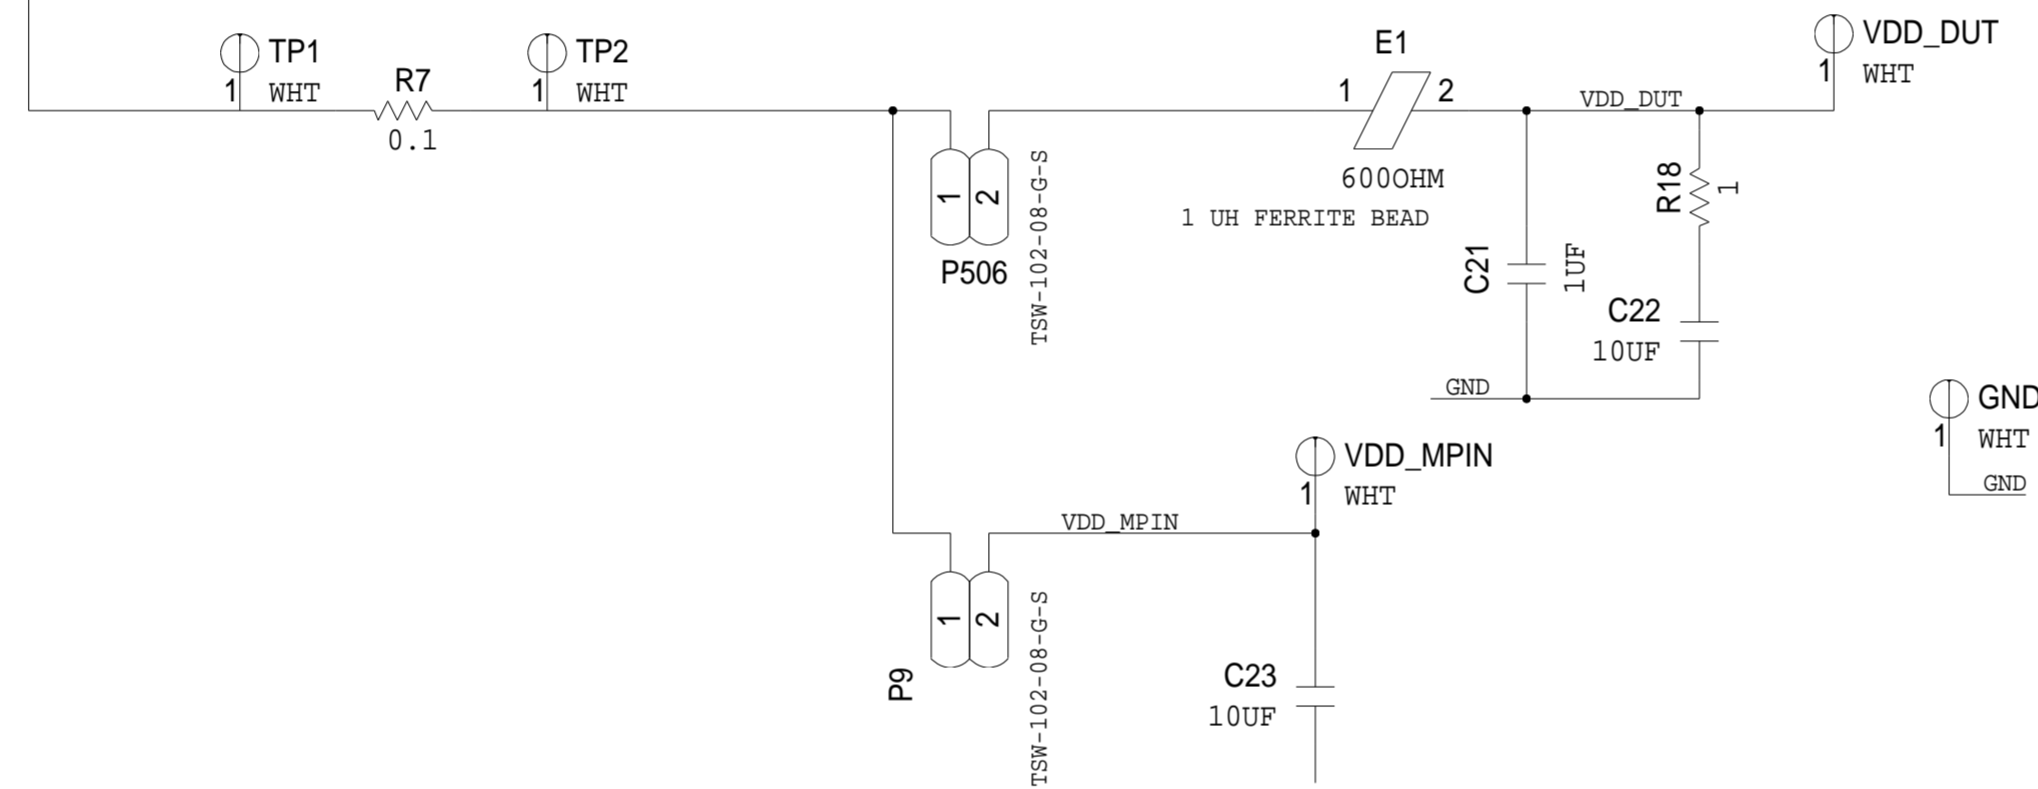 TP1
1
WHT
R7
0.1
TP2
1
WHT
E1
1
2
600OHM
1 UH FERRITE BEAD
VDD_DUT
VDD_DUT
1
WHT
1
2
P506
TSW-102-08-G-S
C21
1UF
R18
1
C22
10UF
GND
GND
1
WHT
GND
VDD_MPIN
1
WHT
VDD_MPIN
1
2
P9
TSW-102-08-G-S
C23
10UF